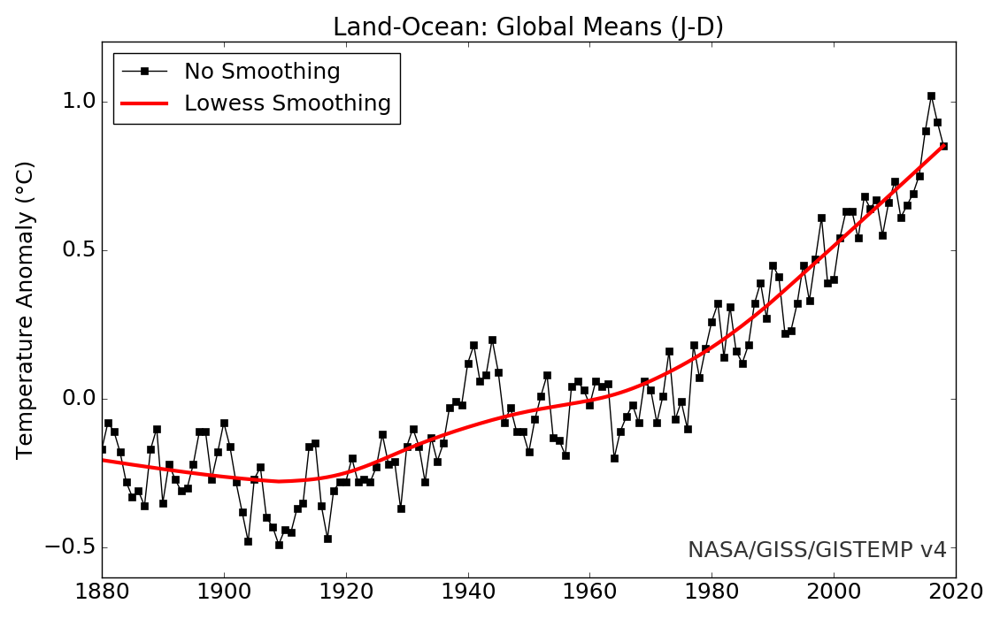 Land-Ocean: Global Means (J-D)
No Smoothing
Lowess Smoothing
Temperature Anomaly (°C)
1.0
0.5
0.0
−0.5
NASA/GISS/GISTEMP v4
1880 1900 1920 1940 1960 1980 2000 2020